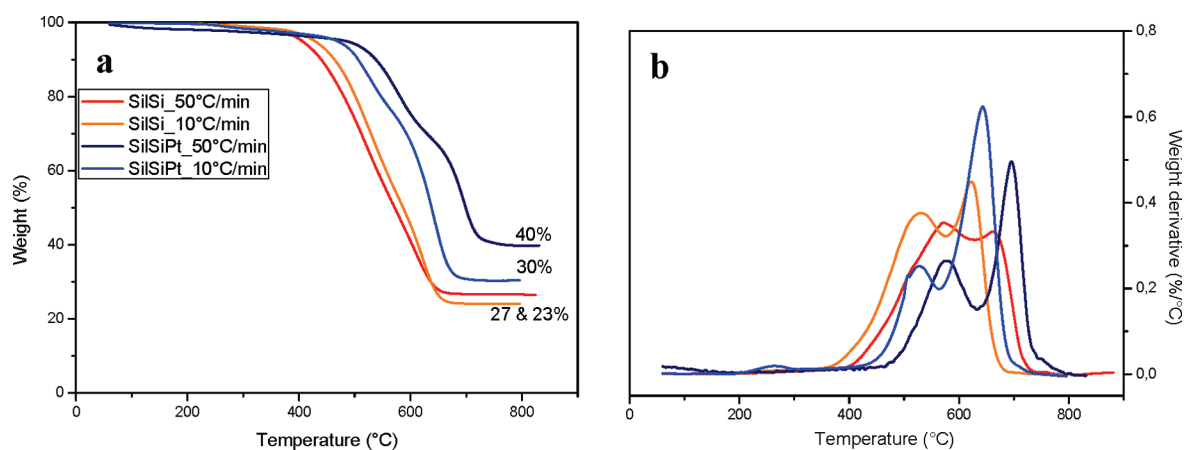 a
100
80
60
40
20
0
Weight (%)
SilSi_50°C/min
SilSi_10°C/min
SilSiPt_50°C/min
SilSiPt_10°C/min
40%
30%
27 & 23%
0 200 400 600 800
Temperature (°C)
b
0,8
0,6
0,4
0,2
0,0
Weight derivative (%/°C)
0 200 400 600 800
Temperature (°C)